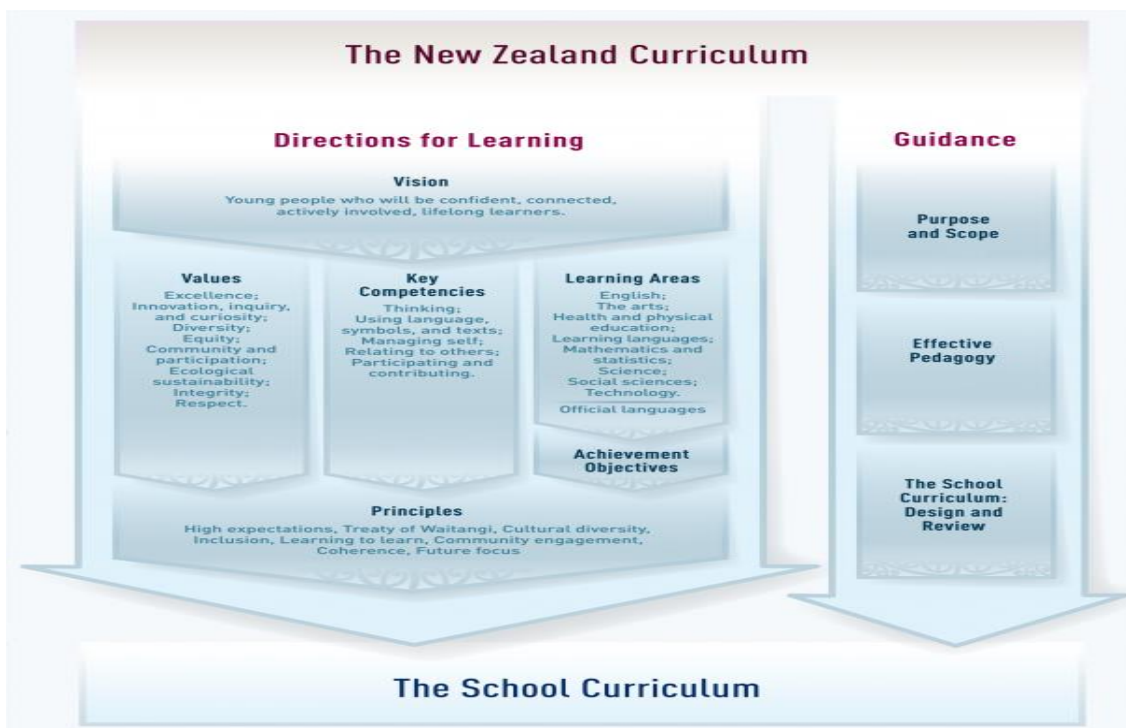 The New Zealand Curriculum
Directions for Learning
Vision
Young people who will be confident, connected,
actively involved, lifelong learners.
Values
Excellence;
Innovation, inquiry,
and curiosity;
Diversity;
Equity;
Community and
participation;
Ecological
sustainability;
Integrity;
Respect.
Key
Competencies
Thinking;
Using language,
symbols, and texts;
Managing self;
Relating to others;
Participating and
contributing.
Learning Areas
English;
The arts;
Health and physical
education;
Learning languages;
Mathematics and
statistics;
Science;
Social sciences;
Technology.
Official languages
Achievement
Objectives
Principles
High expectations, Treaty of Waitangi, Cultural diversity,
Inclusion, Learning to learn, Community engagement,
Coherence, Future focus
Guidance
Purpose
and Scope
Effective
Pedagogy
The School
Curriculum:
Design and
Review
The School Curriculum